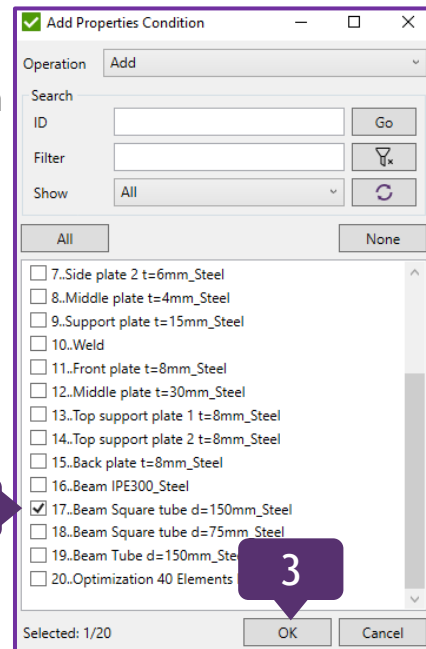 Add Properties Condition
Operation Add
Search
ID Go
Filter
Show All
All None
7..Side plate 2 t=6mm_Steel
8..Middle plate t=4mm_Steel
9..Support plate t=15mm_Steel
10..Weld
11..Front plate t=8mm_Steel
12..Middle plate t=30mm_Steel
13..Top support plate 1 t=8mm_Steel
14..Top support plate 2 t=8mm_Steel
15..Back plate t=8mm_Steel
16..Beam IPE300_Steel
17..Beam Square tube d=150mm_Steel
18..Beam Square tube d=75mm_Steel
19..Beam Tube d=150mm_Ste
20..Optimization 40 Elements
3
Selected: 1/20 OK Cancel